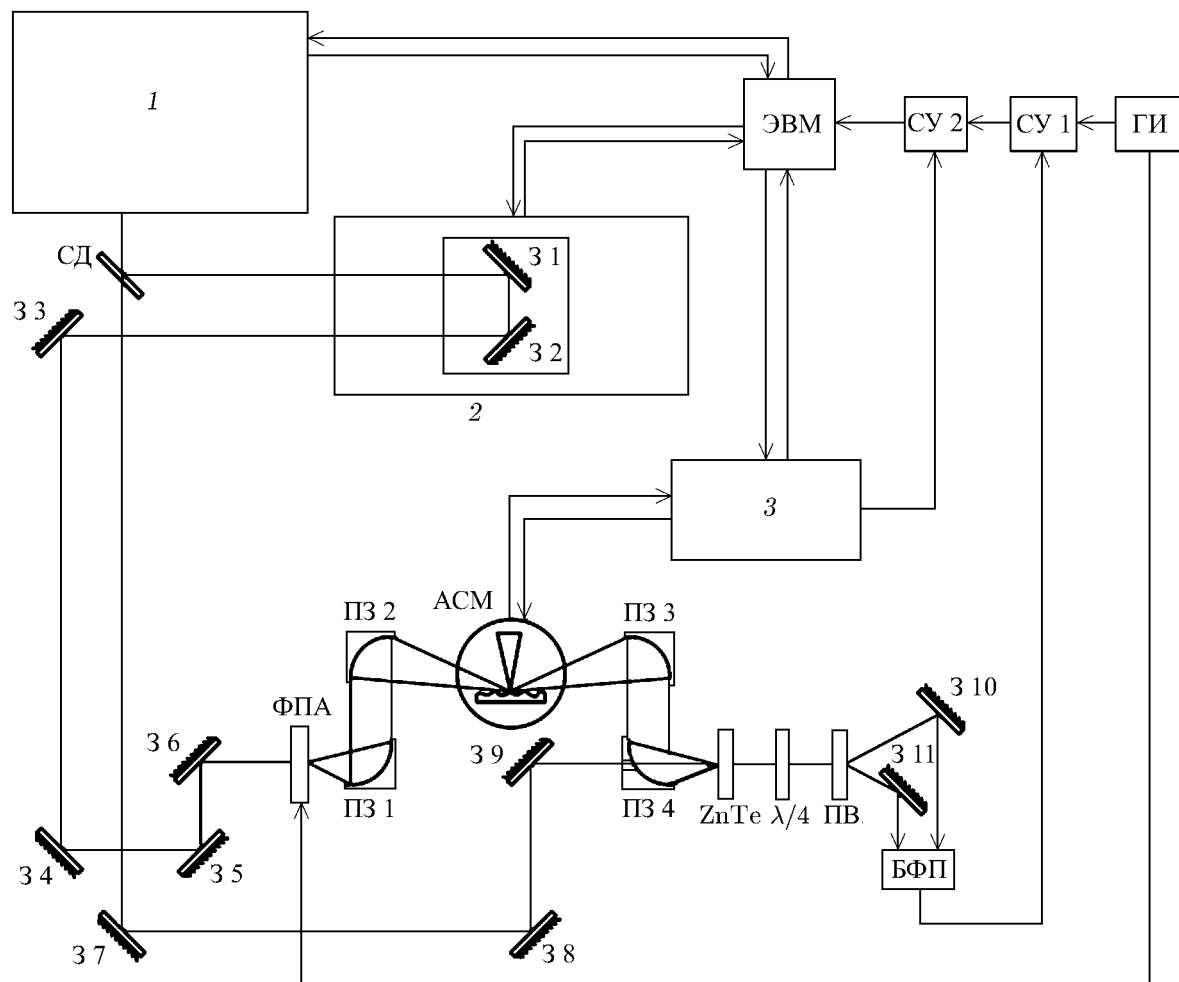 1
ЭВМ
СУ 2
СУ 1
ГИ
СД
З 1
З 3
З 2
2
3
АСМ
ПЗ 2
ПЗ 3
ФПА
З 10
З 6
З 9
З 11
ПЗ 1
ПЗ 4
ZnTe
λ/4
ПВ
З 4
З 5
БФП
З 7
З 8